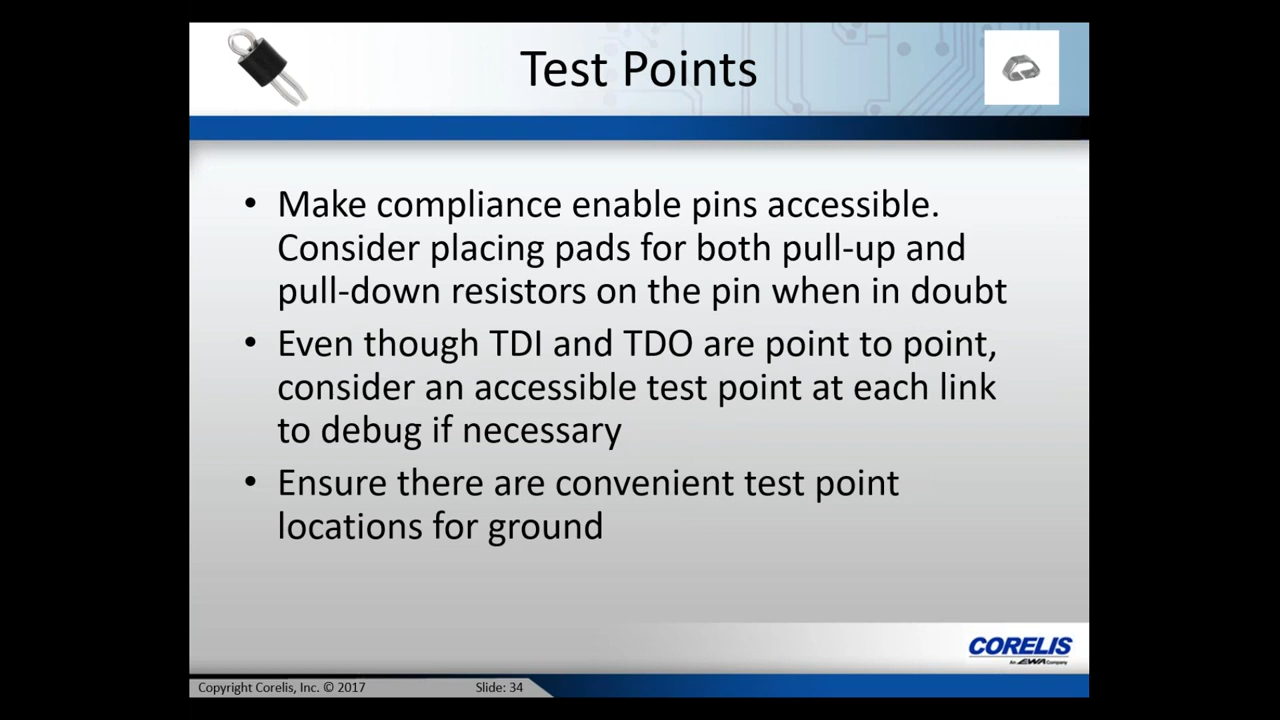 Test Points
• Make compliance enable pins accessible.
Consider placing pads for both pull-up and
pull-down resistors on the pin when in doubt
• Even though TDI and TDO are point to point,
consider an accessible test point at each link
to debug if necessary
• Ensure there are convenient test point
locations for ground
CORELIS
An EWA Company
Copyright Corelis, Inc. © 2017
Slide: 34